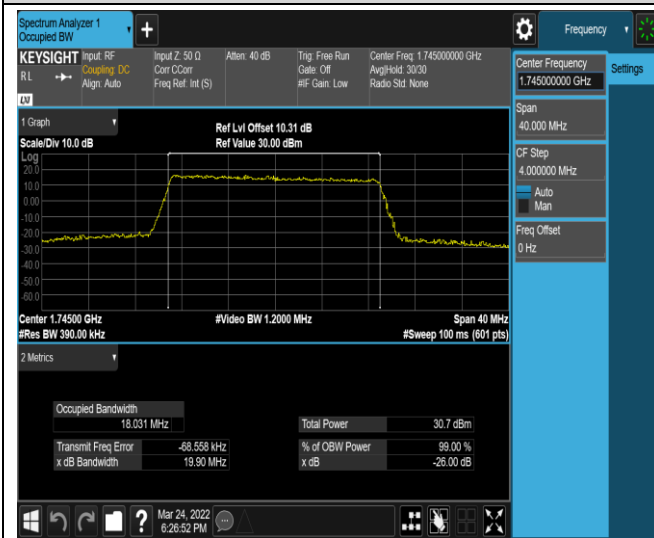 Spectrum Analyzer 1
Occupied BW
+
Frequency
KEYSIGHT
R L
LXI
Input: RF
Coupling: DC
Align: Auto
Input Z: 50 Ω
Corr CCorr
Freq Ref: Int (S)
Atten: 40 dB
Trig: Free Run
Gate: Off
#IF Gain: Low
Center Freq: 1.745000000 GHz
Avg|Hold: 30/30
Radio Std: None
Center Frequency
1.745000000 GHz
Settings
Span
40.000 MHz
CF Step
4.000000 MHz
Auto
Man
Freq Offset
0 Hz
1 Graph
Scale/Div 10.0 dB
Ref Lvl Offset 10.31 dB
Ref Value 30.00 dBm
Log
20.0
10.0
0.00
-10.0
-20.0
-30.0
-40.0
-50.0
-60.0
Center 1.74500 GHz
#Video BW 1.2000 MHz
Span 40 MHz
#Res BW 390.00 kHz
#Sweep 100 ms (601 pts)
2 Metrics
Occupied Bandwidth
18.031 MHz
Total Power 30.7 dBm
Transmit Freq Error -68.558 kHz
% of OBW Power 99.00 %
x dB Bandwidth 19.90 MHz
x dB -26.00 dB
?
Mar 24, 2022
6:26:52 PM